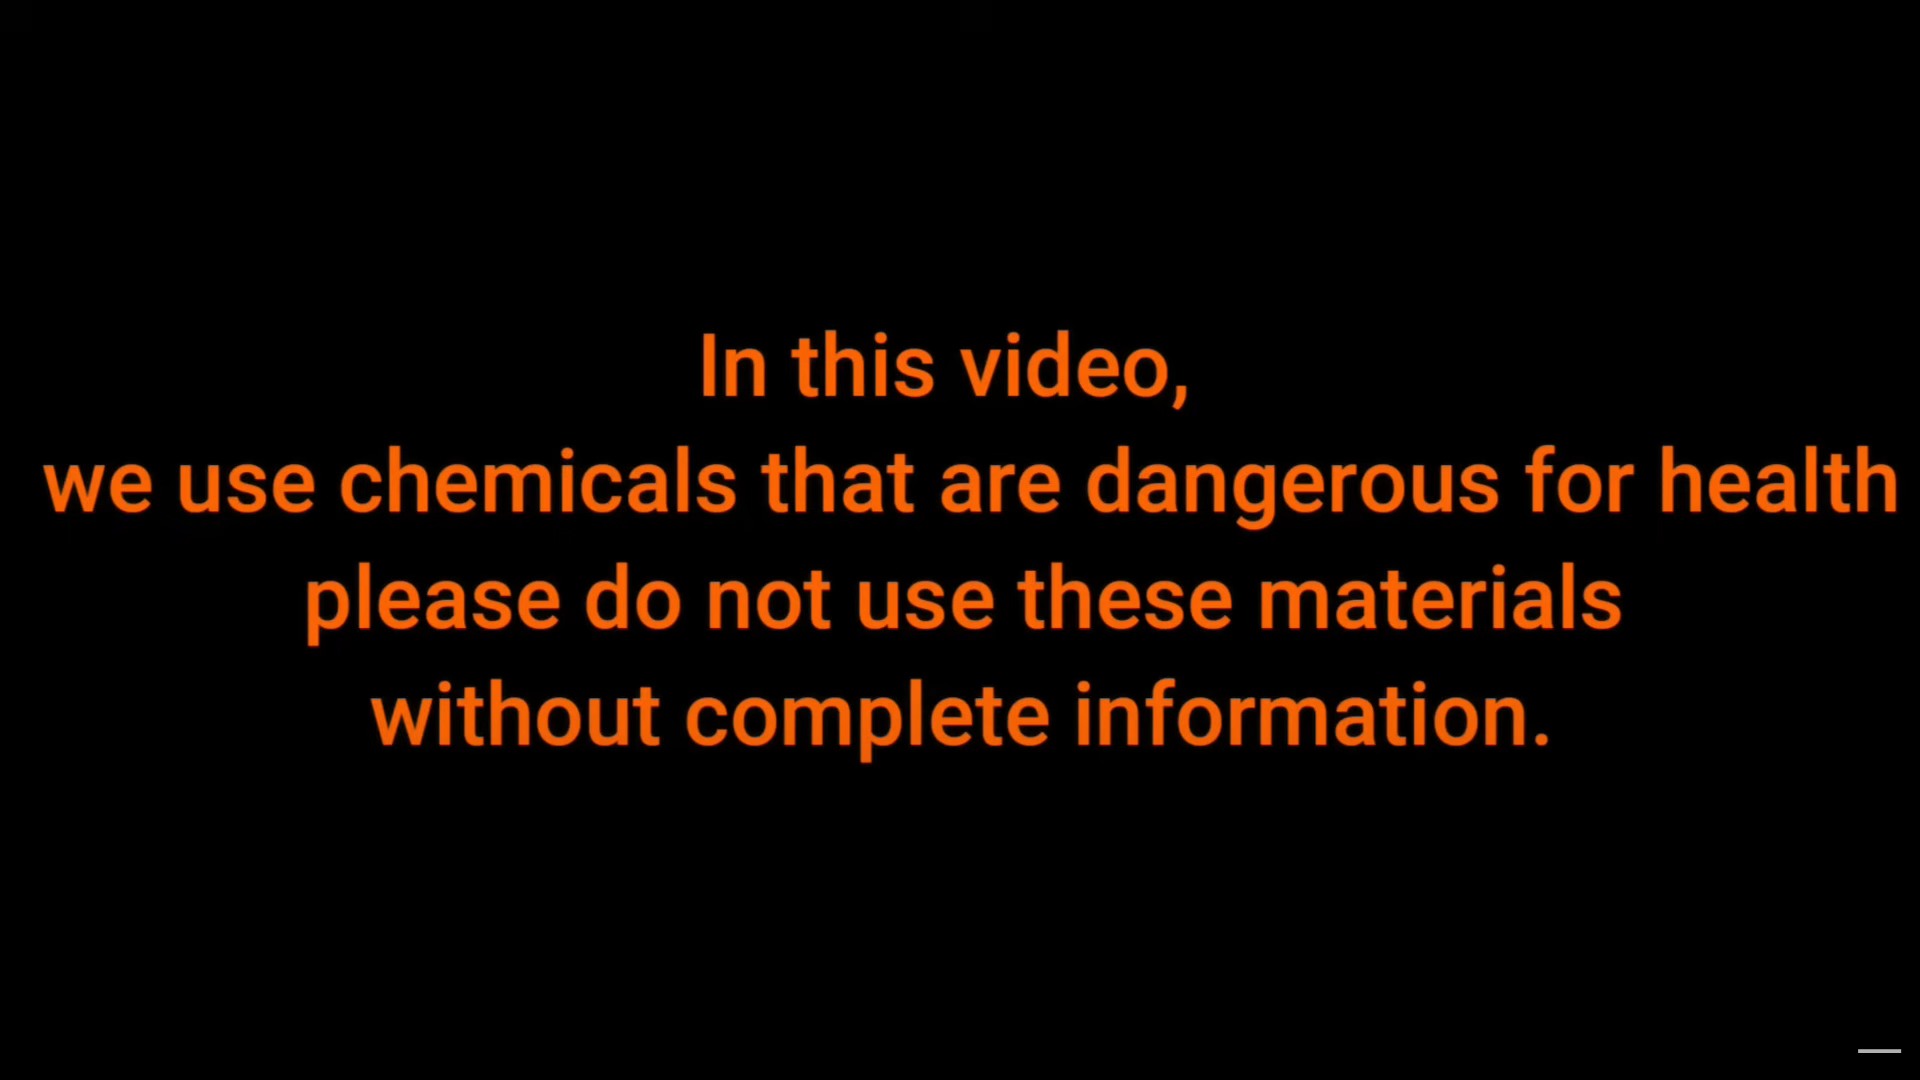 In this video,
we use chemicals that are dangerous for health
please do not use these materials
without complete information.